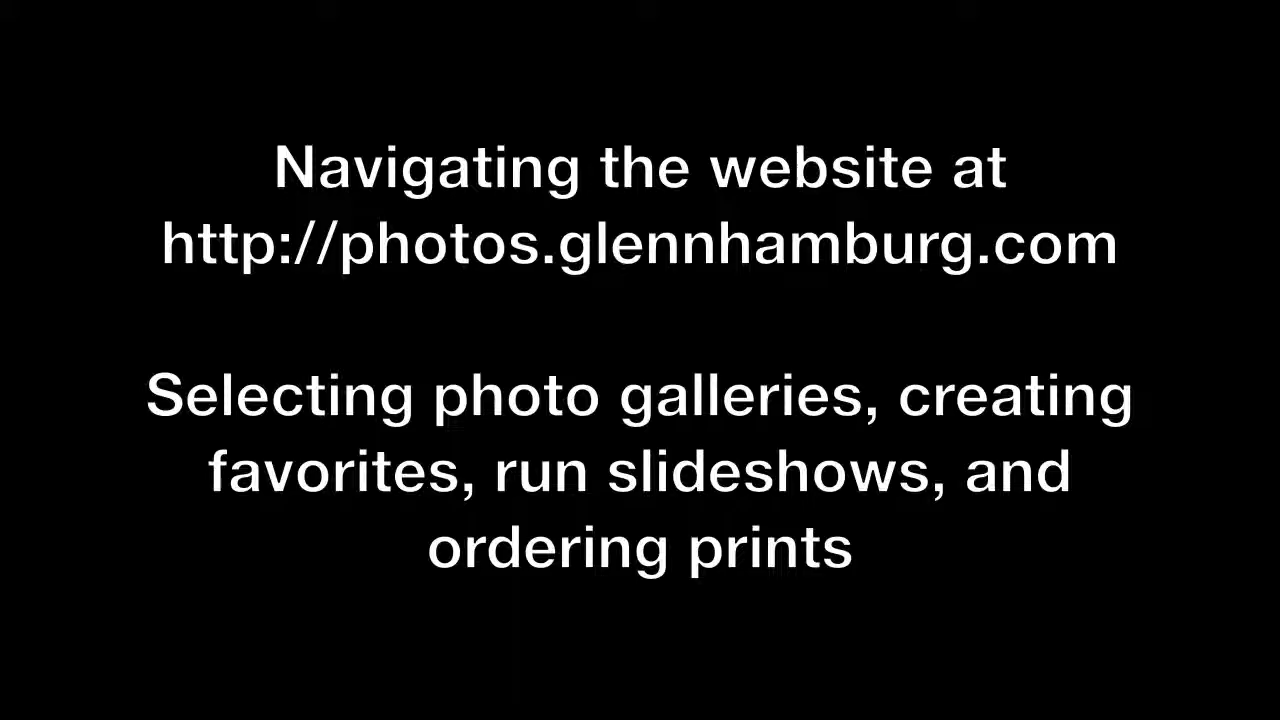 Navigating the website at
http://photos.glennhamburg.com
Selecting photo galleries, creating
favorites, run slideshows, and
ordering prints